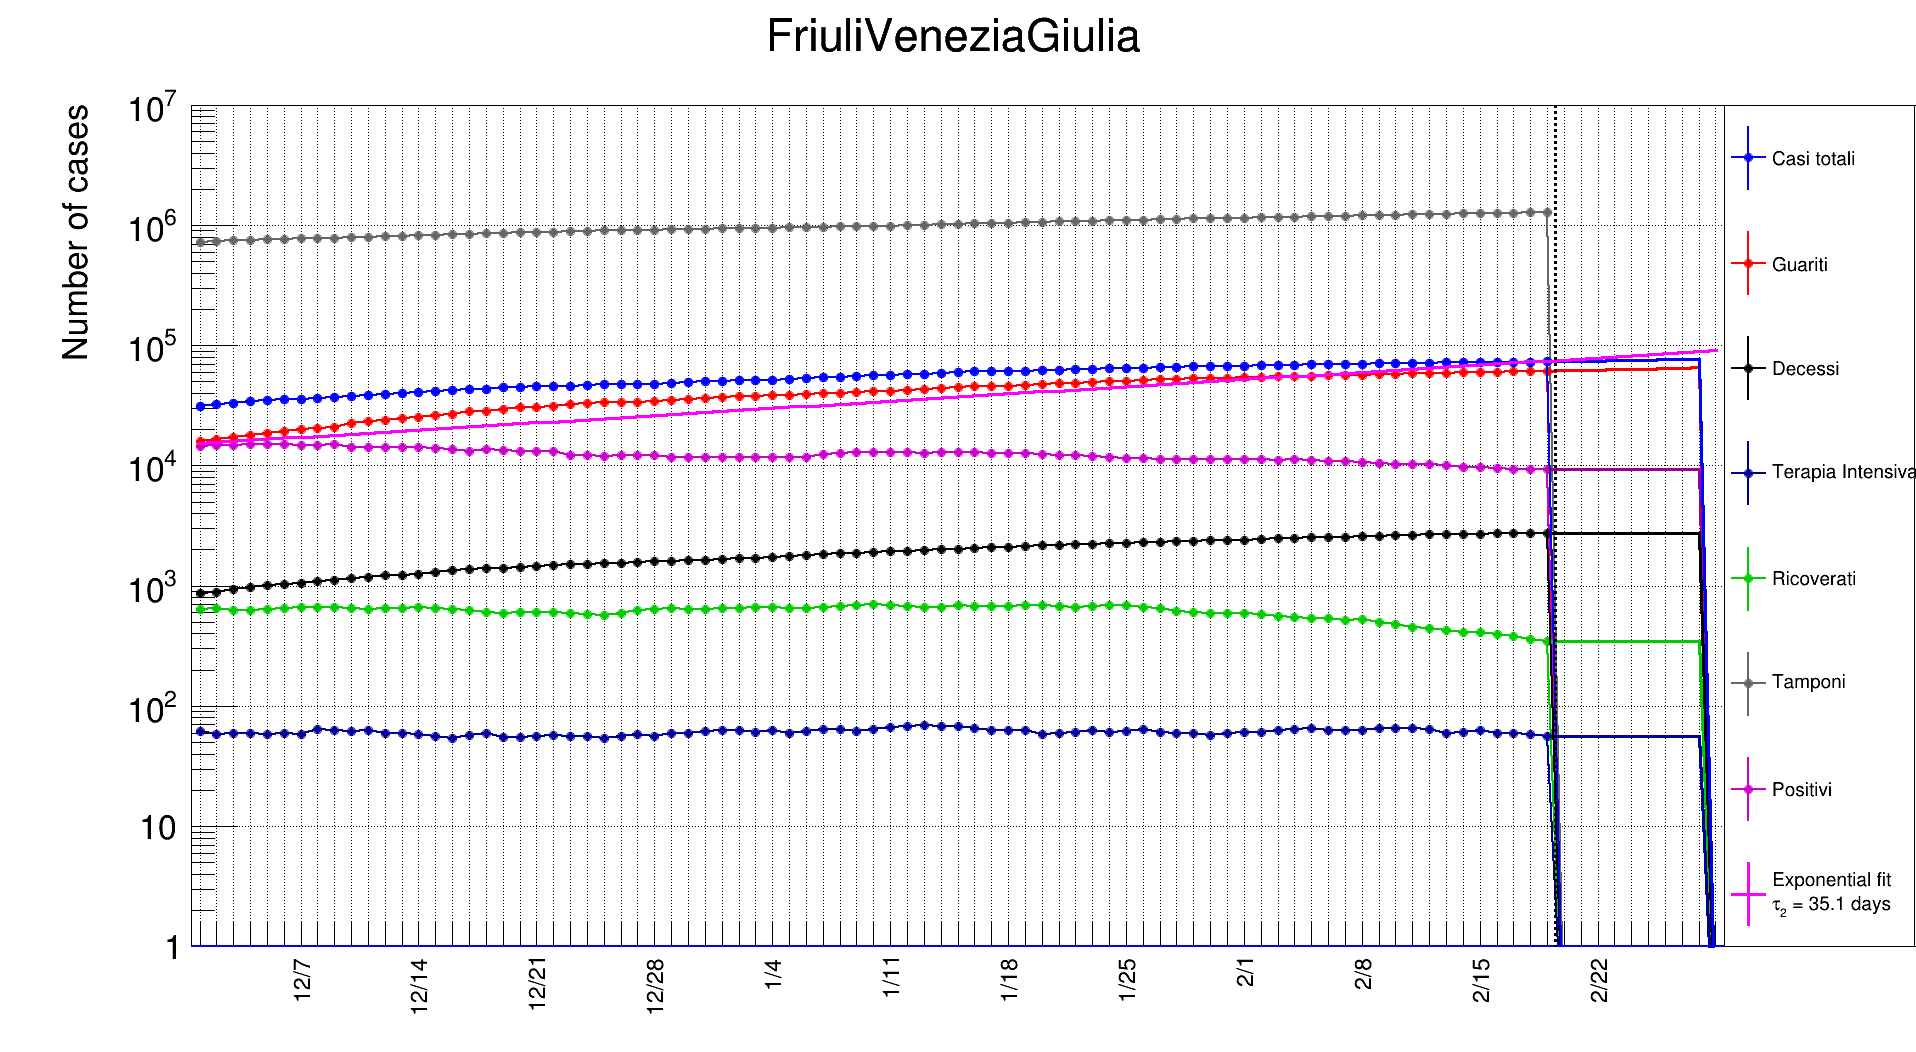 FriuliVeneziaGiulia
Number of cases
10^7
10^6
10^5
10^4
10^3
10^2
10
1
12/7
12/14
12/21
12/28
1/4
1/11
1/18
1/25
2/1
2/8
2/15
2/22
Casi totali
Guariti
Decessi
Terapia Intensiva
Ricoverati
Tamponi
Positivi
Exponential fit
τ₂ = 35.1 days